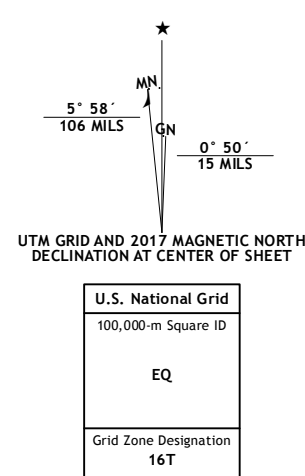 MN
GN
5° 58´
106 MILS
0° 50´
15 MILS
UTM GRID AND 2017 MAGNETIC NORTH
DECLINATION AT CENTER OF SHEET
U.S. National Grid
100,000-m Square ID
EQ
Grid Zone Designation
16T